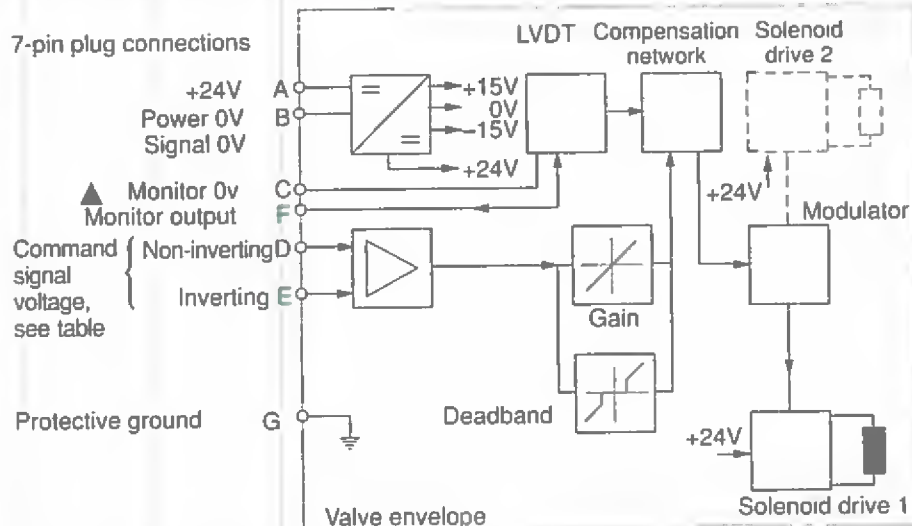 7-pin plug connections
+24V A
Power 0V B
Signal 0V
▲ Monitor 0v C
Monitor output F
Command signal voltage, see table
Non-inverting D
Inverting E
Protective ground G
+15V
0V
-15V
+24V
LVDT
Compensation network
Solenoid drive 2
+24V
Modulator
Gain
Deadband
+24V
Solenoid drive 1
Valve envelope